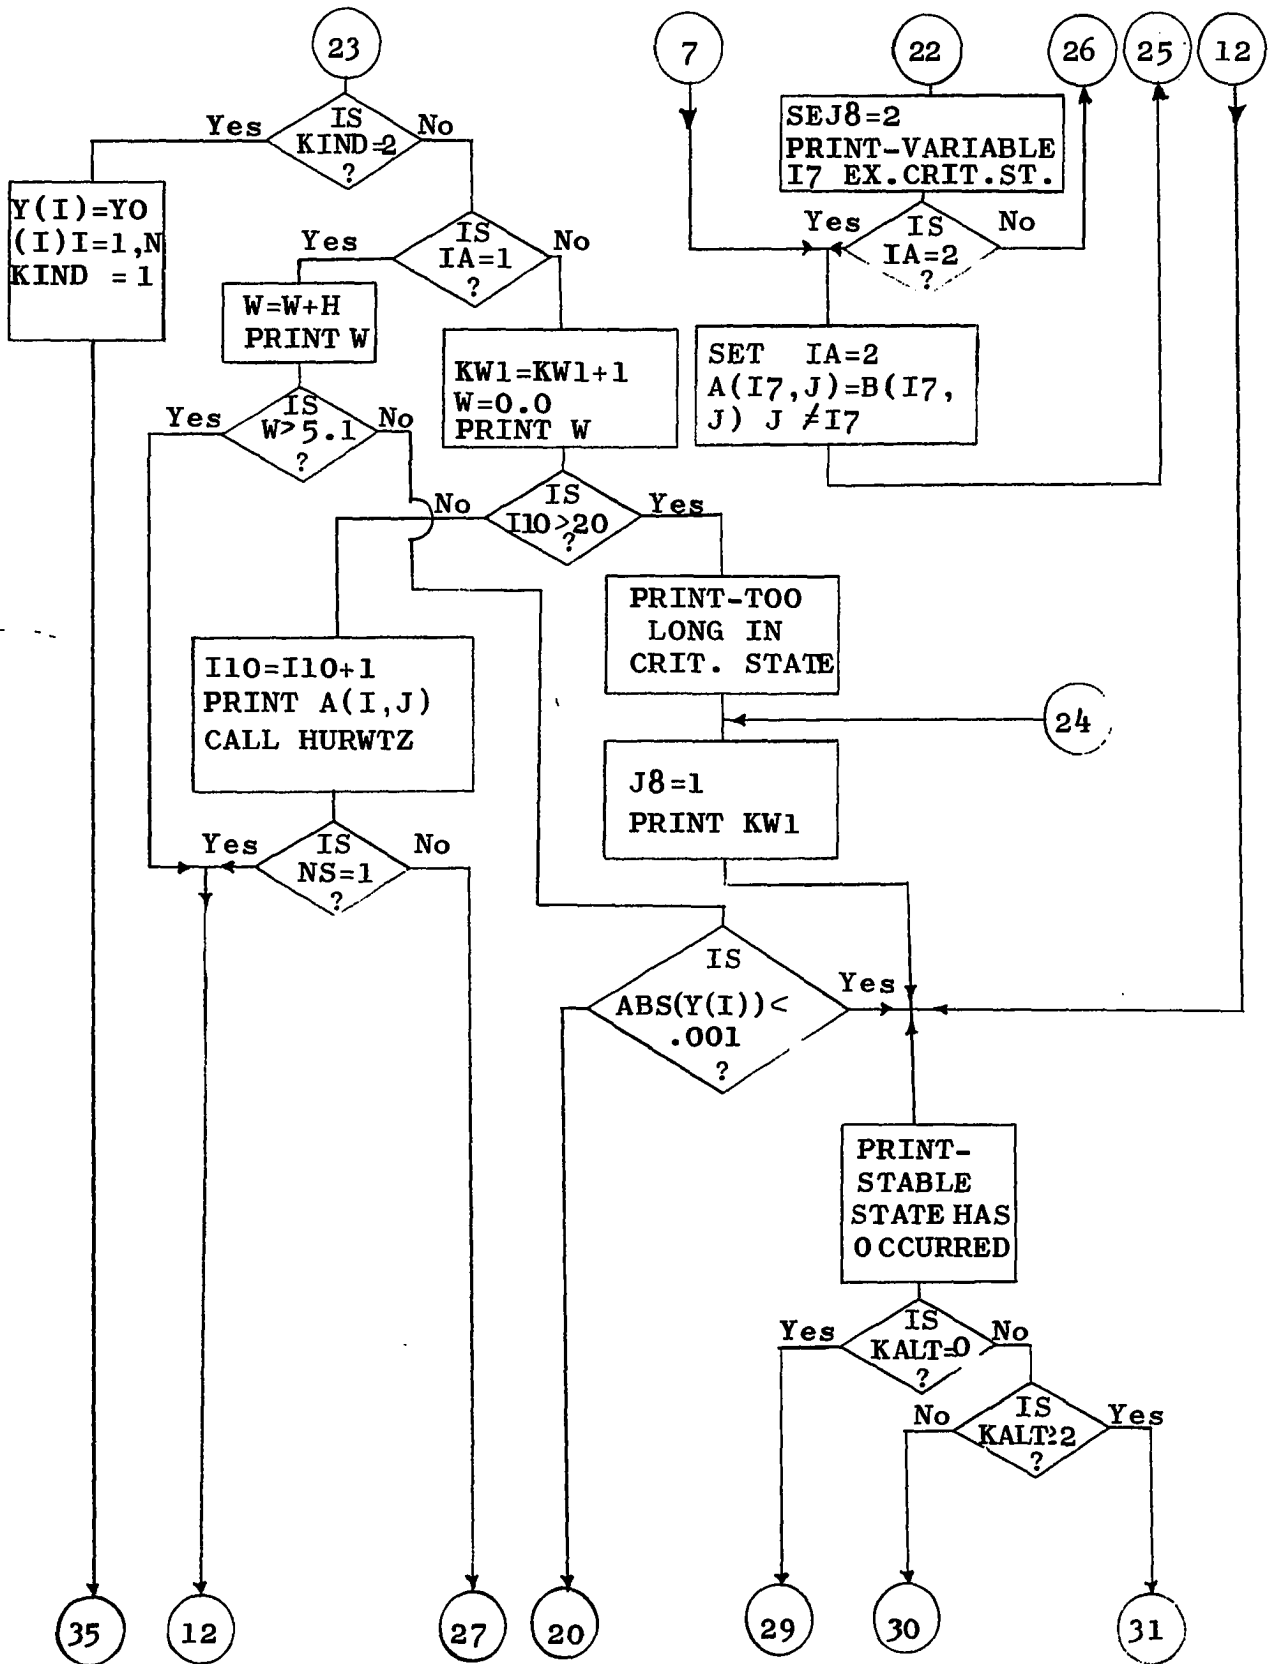 23
7
22
26
25
12
IS
KIND=2
?
Yes
No
SEJ8=2
PRINT-VARIABLE
I7 EX.CRIT.ST.
Y(I)=YO
(I)I=1,N
KIND =1
IS
IA=1
?
Yes
No
Yes
IS
IA=2
?
No
W=W+H
PRINT W
KW1=KW1+1
W=0.0
PRINT W
SET IA=2
A(I7,J)=B(I7,
J) J ≠I7
Yes
IS
W>5.1
?
No
No
IS
I10>20
?
Yes
PRINT-TOO
LONG IN
CRIT. STATE
I10=I10+1
PRINT A(I,J)
CALL HURWTZ
24
J8=1
PRINT KW1
Yes
IS
NS=1
?
No
IS
ABS(Y(I))<
.001
?
Yes
PRINT-
STABLE
STATE HAS
OCCURRED
Yes
IS
KALT=0
?
No
No
IS
?
Yes
35
12
27
20
29
30
31